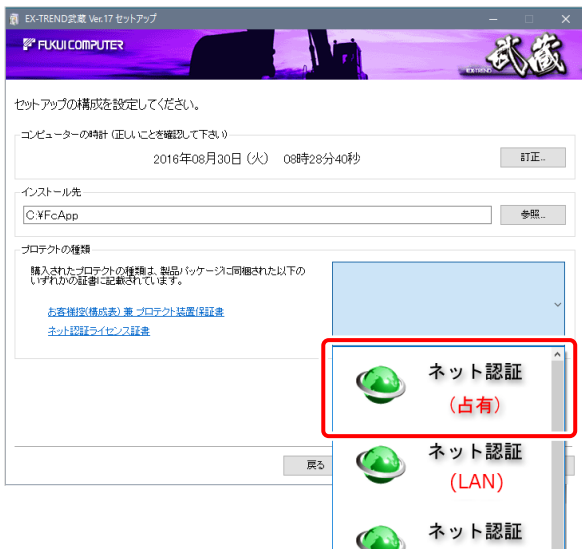 EX-TREND武蔵 Ver.17 セットアップ
FUKUI COMPUTER
EX-TREND 武蔵
セットアップの構成を設定してください。
コンピューターの時計 (正しいことを確認して下さい)
2016年08月30日 (火) 08時28分40秒
訂正...
インストール先
C:¥FcApp
参照...
プロテクトの種類
購入されたプロテクトの種類は、製品パッケージに同梱された以下の
いずれかの証書に記載されています。
お客様控(構成表) 兼 プロテクト装置保証書
ネット認証ライセンス証書
ネット認証
(占有)
ネット認証
(LAN)
戻る
ネット認証